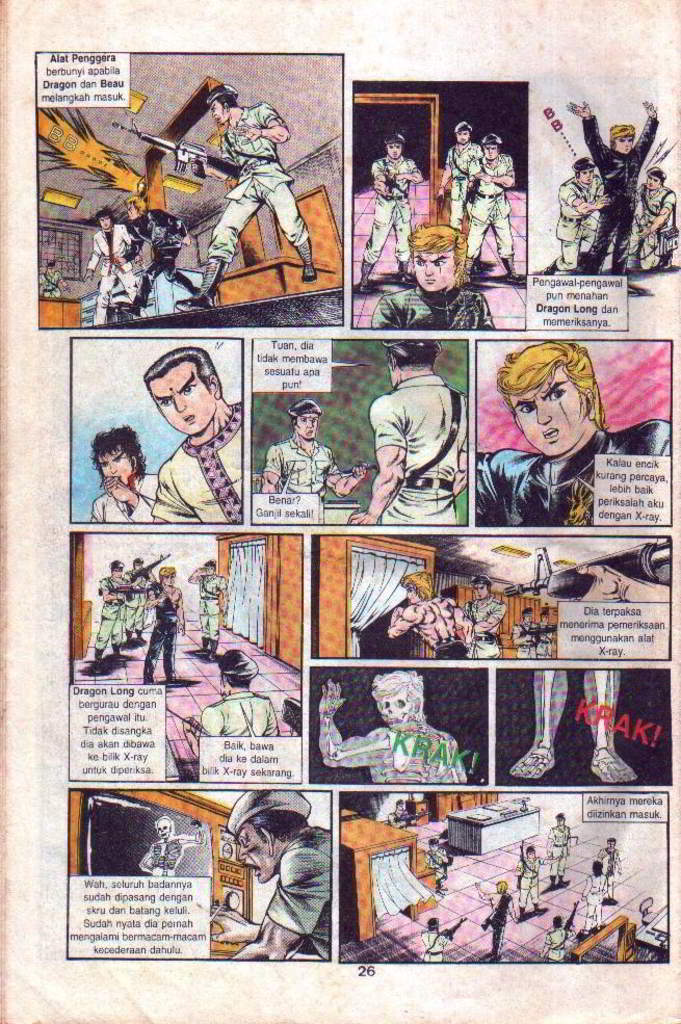 Alat Penggera
berbunyi apabila
Dragon dan Beau
melangkah masuk.
BB.....
BB.....
Pengawal-pengawal
pun menahan
Dragon Long dan
memeriksanya.
Tuan, dia
tidak membawa
sesuatu apa
pun!
Benar?
Ganjil sekali!
Kalau encik
kurang percaya,
lebih baik
periksalah aku
dengan X-ray.
Dragon Long cuma
bergurau dengan
pengawal itu.
Tidak disangka
dia akan dibawa
ke bilik X-ray
untuk diperiksa.
Baik, bawa
dia ke dalam
bilik X-ray sekarang.
Dia terpaksa
menerima pemeriksaan
menggunakan alat
X-ray.
KRAK!
KRAK!
Wah, seluruh badannya
sudah dipasang dengan
skru dan batang keluli.
Sudah nyata dia pernah
mengalami bermacam-macam
kecederaan dahulu.
Akhirnya mereka
diizinkan masuk.
26